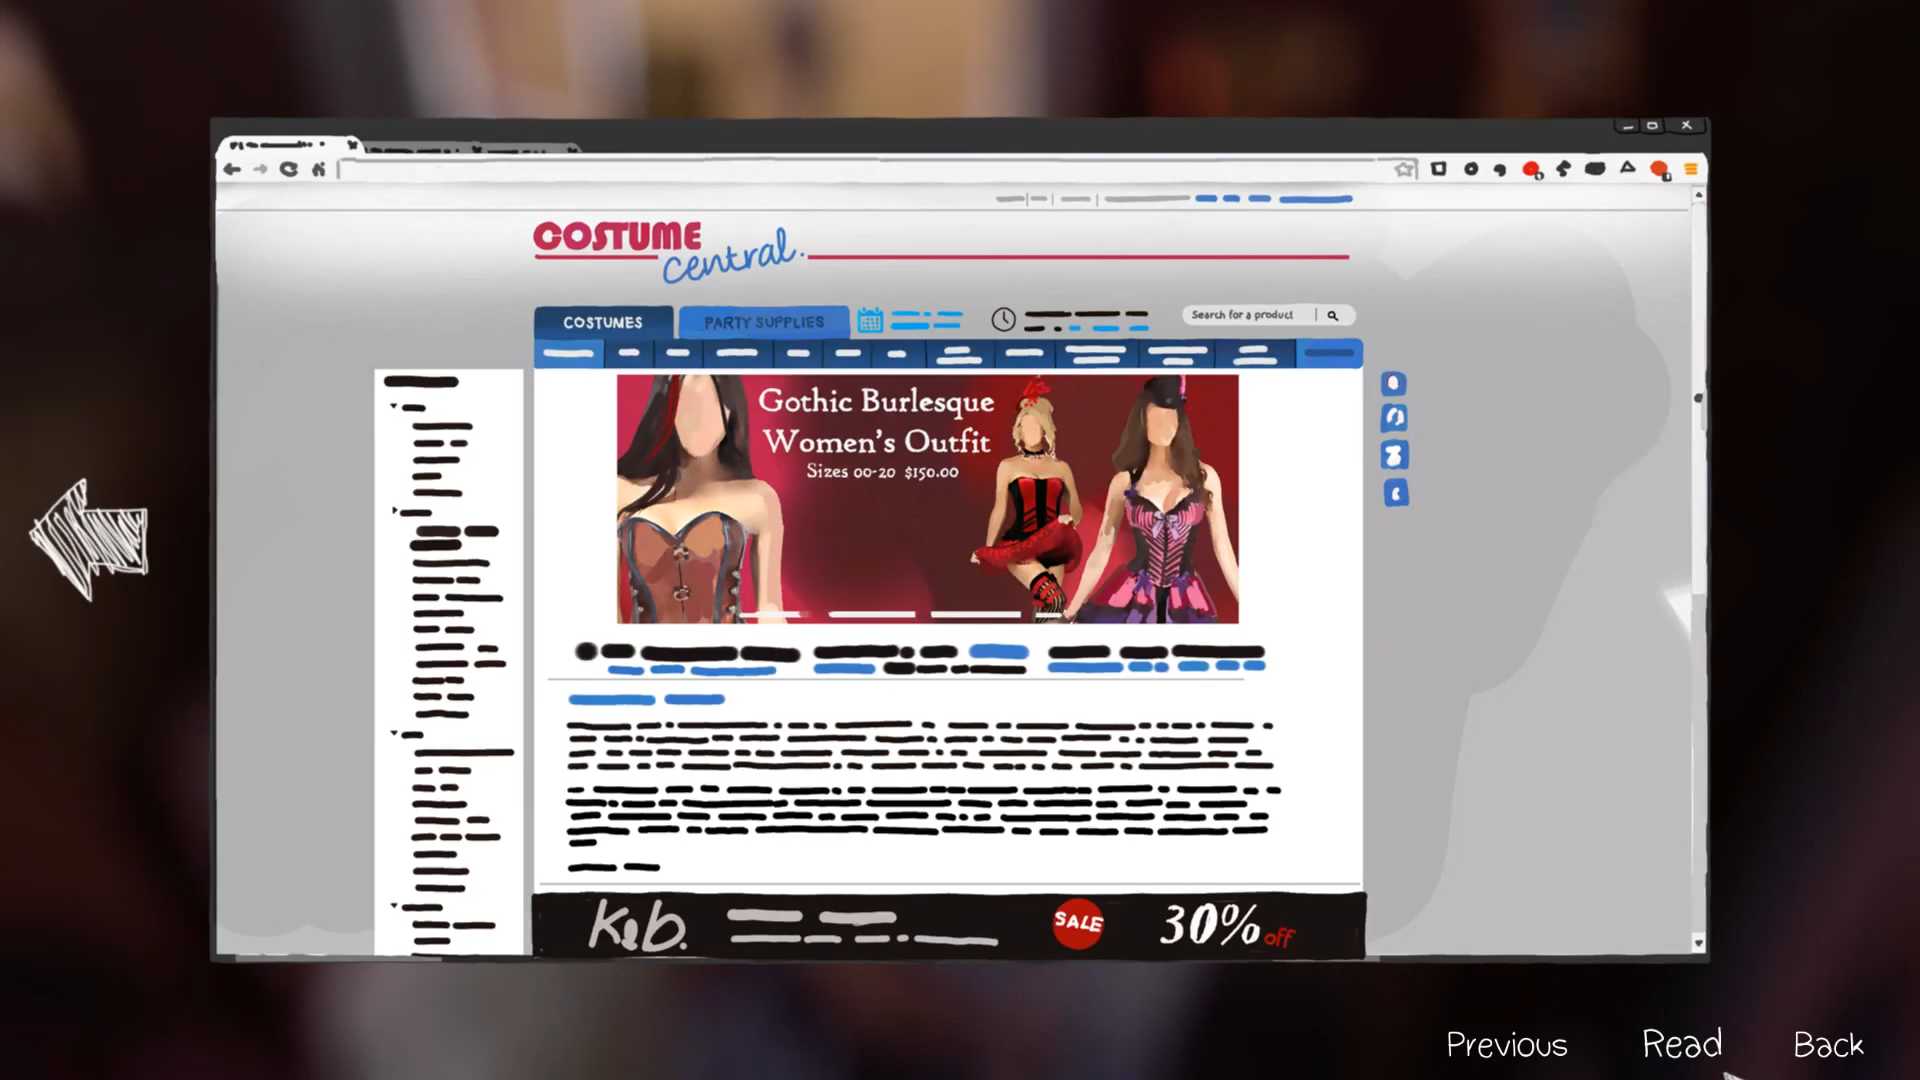 COSTUME
central.
COSTUMES
PARTY SUPPLIES
Search for a product
Gothic Burlesque
Women's Outfit
Sizes 00-20 $150.00
K&b.
SALE
30% off
Previous
Read
Back